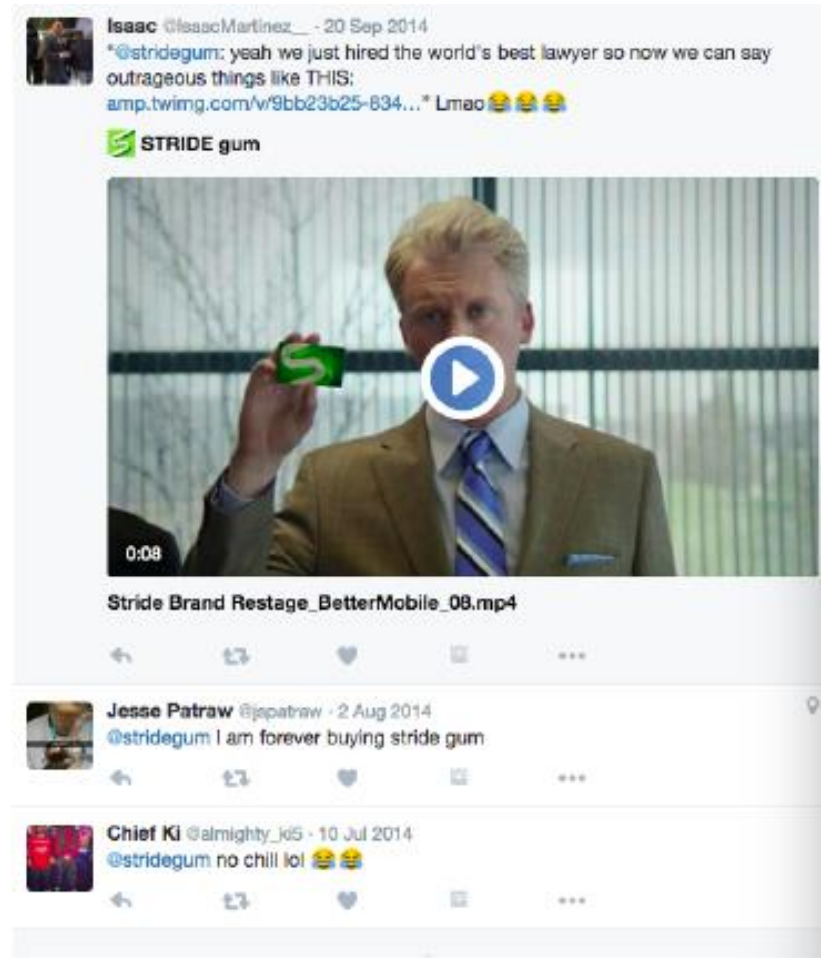 Isaac @IsaacMartinez__ · 20 Sep 2014
"@stridegum: yeah we just hired the world's best lawyer so now we can say
outrageous things like THIS:
amp.twimg.com/v/9bb23b25-834..." Lmao😂😂😂
STRIDE gum
0:08
Stride Brand Restage_BetterMobile_08.mp4
Jesse Patraw @jspatraw · 2 Aug 2014
@stridegum I am forever buying stride gum
Chief Ki @almighty_ki5 · 10 Jul 2014
@stridegum no chill lol 😂😂